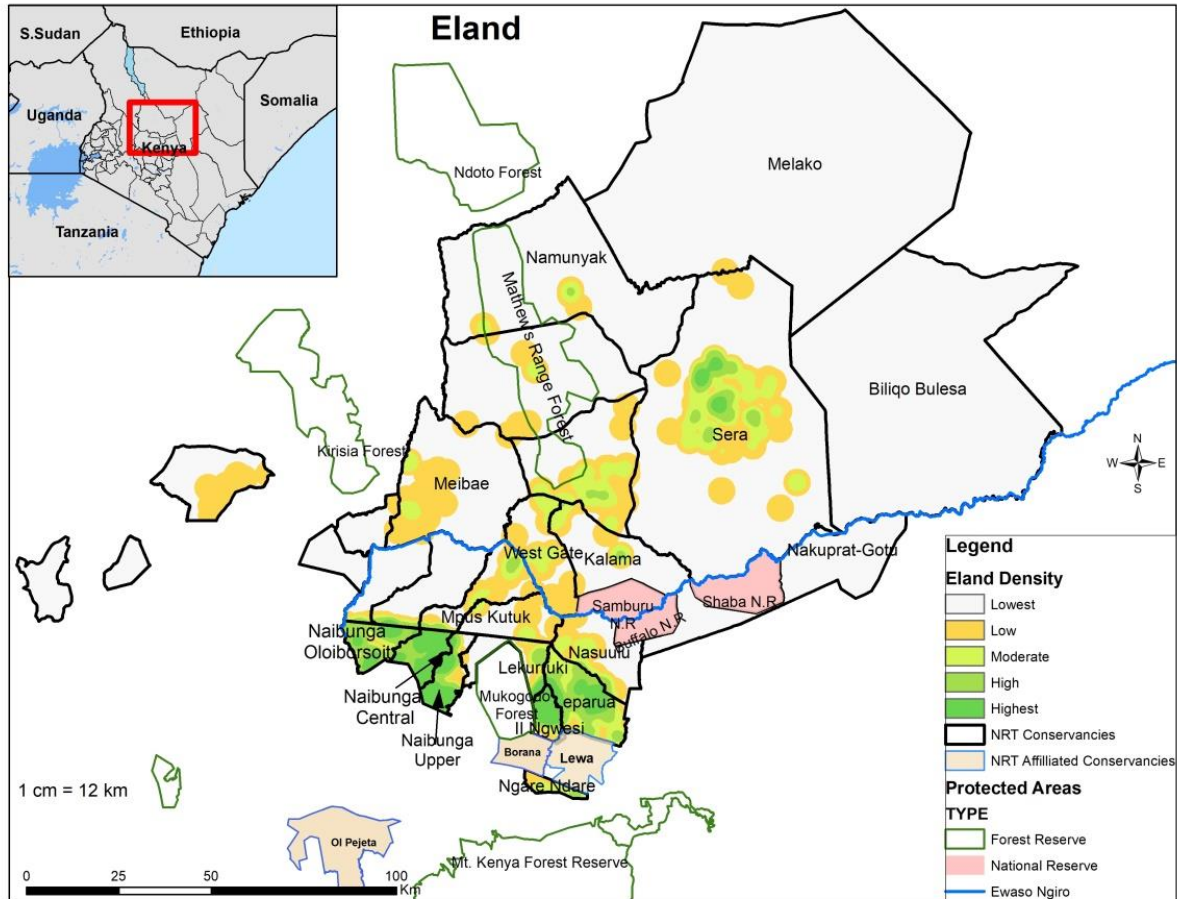 Eland
S.Sudan
Ethiopia
Uganda
Somalia
Kenya
Tanzania
Ndoto Forest
Melako
Namunyak
Mathew's Range Forest
Biliqo Bulesa
Kirisia Forest
Sera
Meibae
N
W E
S
West Gate
Kalama
Nakuprat-Gotu
Samburu
N.R
Shaba N.R
Buffalo N.R
Mpus Kutuk
Naibunga
Oloiborsoit
Nasuulu
Lekurruki
Naibunga
Central
Mukogodo
Forest
Leparua
Il Ngwesi
Naibunga
Upper
Borana
Lewa
Ngare Ndare
1 cm = 12 km
Ol Pejeta
Mt. Kenya Forest Reserve
0 25 50 100
Km
Legend
Eland Density
Lowest
Low
Moderate
High
Highest
NRT Conservancies
NRT Affiliated Conservancies
Protected Areas
TYPE
Forest Reserve
National Reserve
Ewaso Ngiro